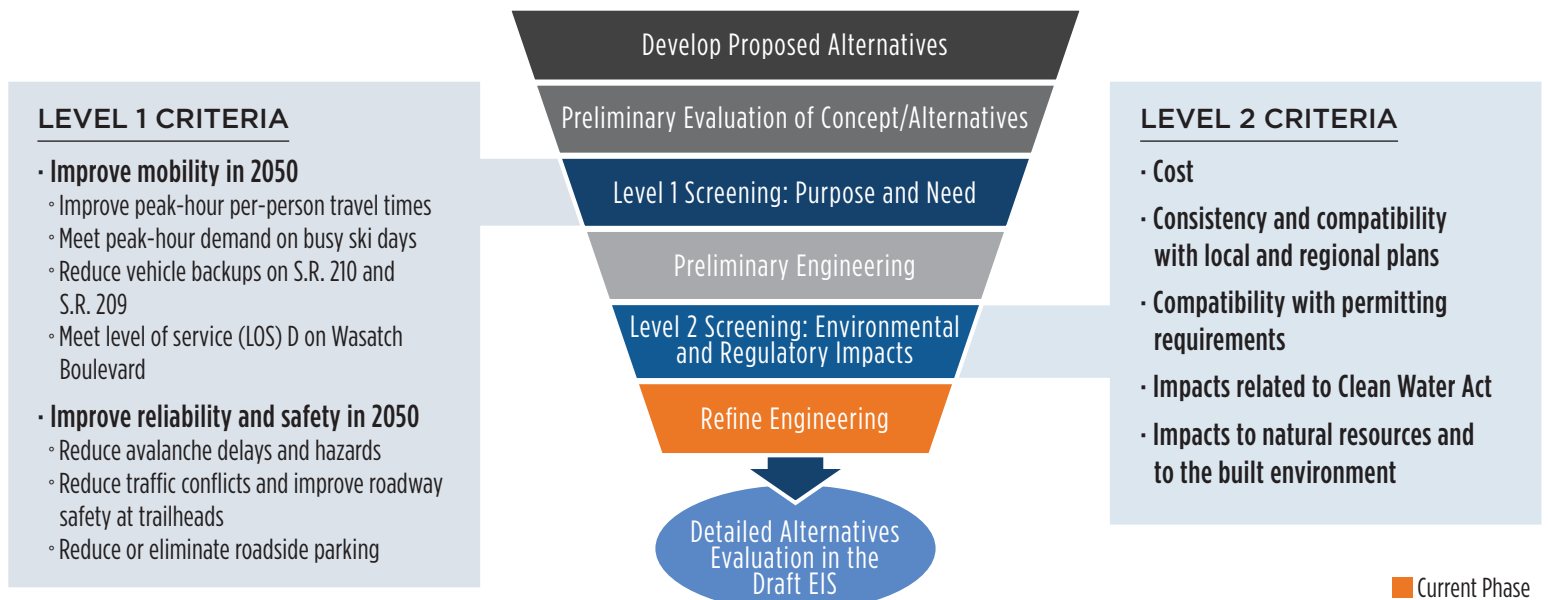 Develop Proposed Alternatives
Preliminary Evaluation of Concept/Alternatives
Level 1 Screening: Purpose and Need
Preliminary Engineering
Level 2 Screening: Environmental
and Regulatory Impacts
Refine Engineering
Detailed Alternatives
Evaluation in the
Draft EIS
LEVEL 1 CRITERIA
· Improve mobility in 2050
◦ Improve peak-hour per-person travel times
◦ Meet peak-hour demand on busy ski days
◦ Reduce vehicle backups on S.R. 210 and
S.R. 209
◦ Meet level of service (LOS) D on Wasatch
Boulevard
· Improve reliability and safety in 2050
◦ Reduce avalanche delays and hazards
◦ Reduce traffic conflicts and improve roadway
safety at trailheads
◦ Reduce or eliminate roadside parking
LEVEL 2 CRITERIA
· Cost
· Consistency and compatibility
with local and regional plans
· Compatibility with permitting
requirements
· Impacts related to Clean Water Act
· Impacts to natural resources and
to the built environment
Current Phase